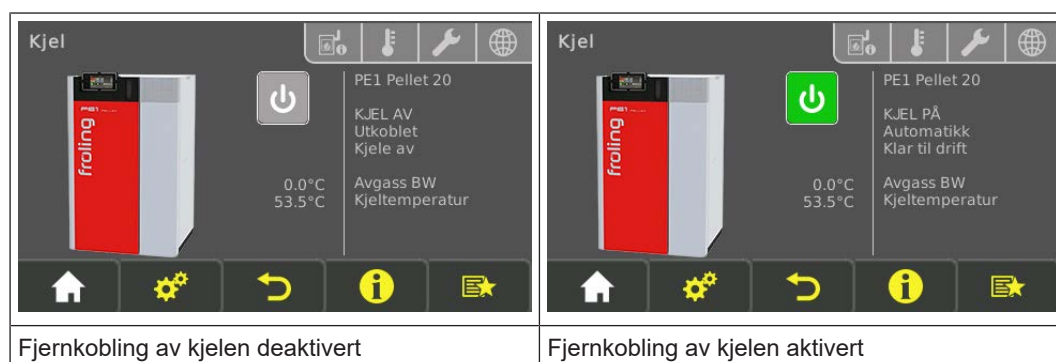 Kjel
PE1 Pellet 20
KJEL AV
Utkoblet
Kjele av
0.0°C Avgass BW
53.5°C Kjeltemperatur
froling
Fjernkobling av kjelen deaktivert
Kjel
PE1 Pellet 20
KJEL PÅ
Automatikk
Klar til drift
0.0°C Avgass BW
53.5°C Kjeltemperatur
froling
Fjernkobling av kjelen aktivert